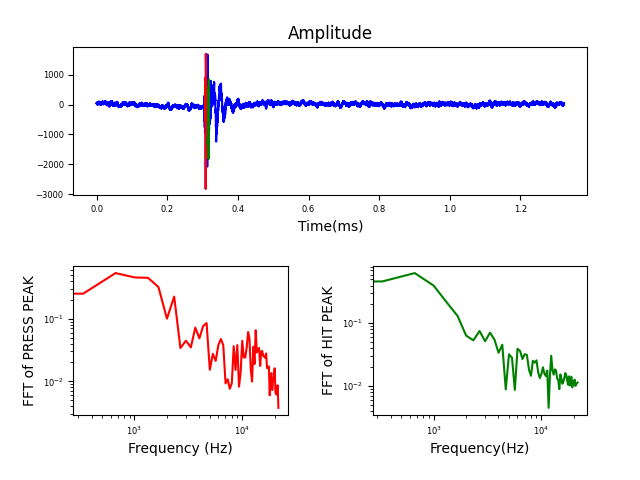 Amplitude
1000
0
−1000
−2000
−3000
0.0 0.2 0.4 0.6 0.8 1.0 1.2
Time(ms)
FFT of PRESS PEAK
10⁻¹
10⁻²
10³ 10⁴
Frequency (Hz)
FFT of HIT PEAK
10⁻¹
10⁻²
10³ 10⁴
Frequency(Hz)